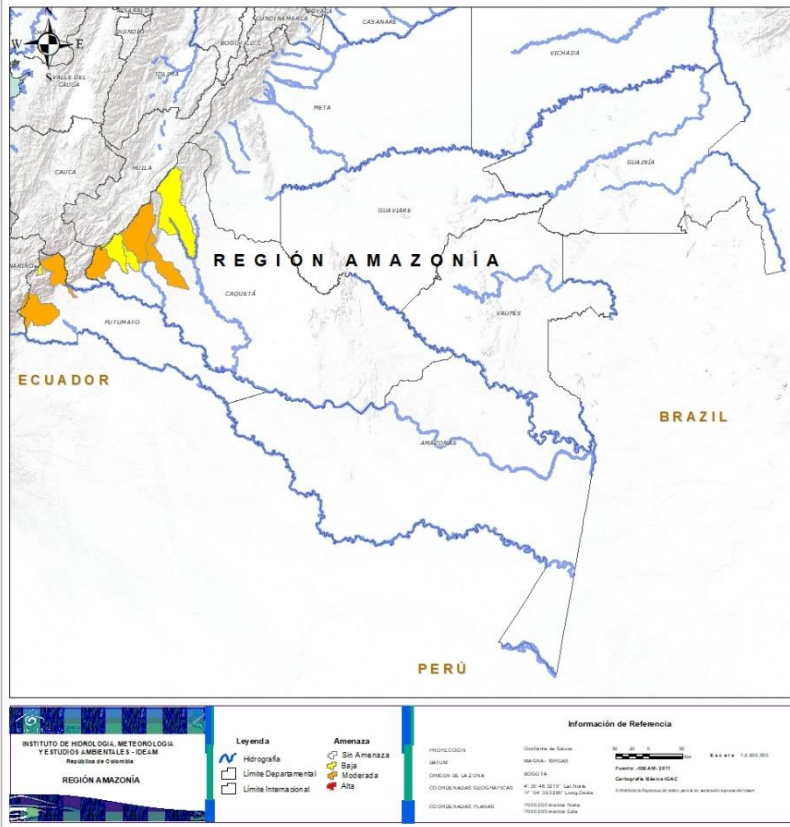 N
W E
S
CUNDINAMARCA
CASANARE
BOGOTÁ, D.C.
VICHADA
TOLIMA
VALLE DEL
CAUCA
META
GUAINÍA
CAUCA
HUILA
GUAVIARE
REGIÓN AMAZONÍA
NARIÑO
CAQUETÁ
VAUPÉS
PUTUMAYO
ECUADOR
BRAZIL
AMAZONAS
PERÚ
INSTITUTO DE HIDROLOGIA, METEOROLOGIA
Y ESTUDIOS AMBIENTALES - IDEAM
República de Colombia
REGIÓN AMAZONÍA
Leyenda
Hidrografía
Límite Departamental
Límite Internacional
Amenaza
Sin Amenaza
Baja
Moderada
Alta
Información de Referencia
PROYECCIÓN
DATUM
ORIGEN DE LA ZONA
BOGOTÁ
COORDENADAS GEOGRÁFICAS
COORDENADAS PLANAS
Escala
Cartografía Básica IGAC